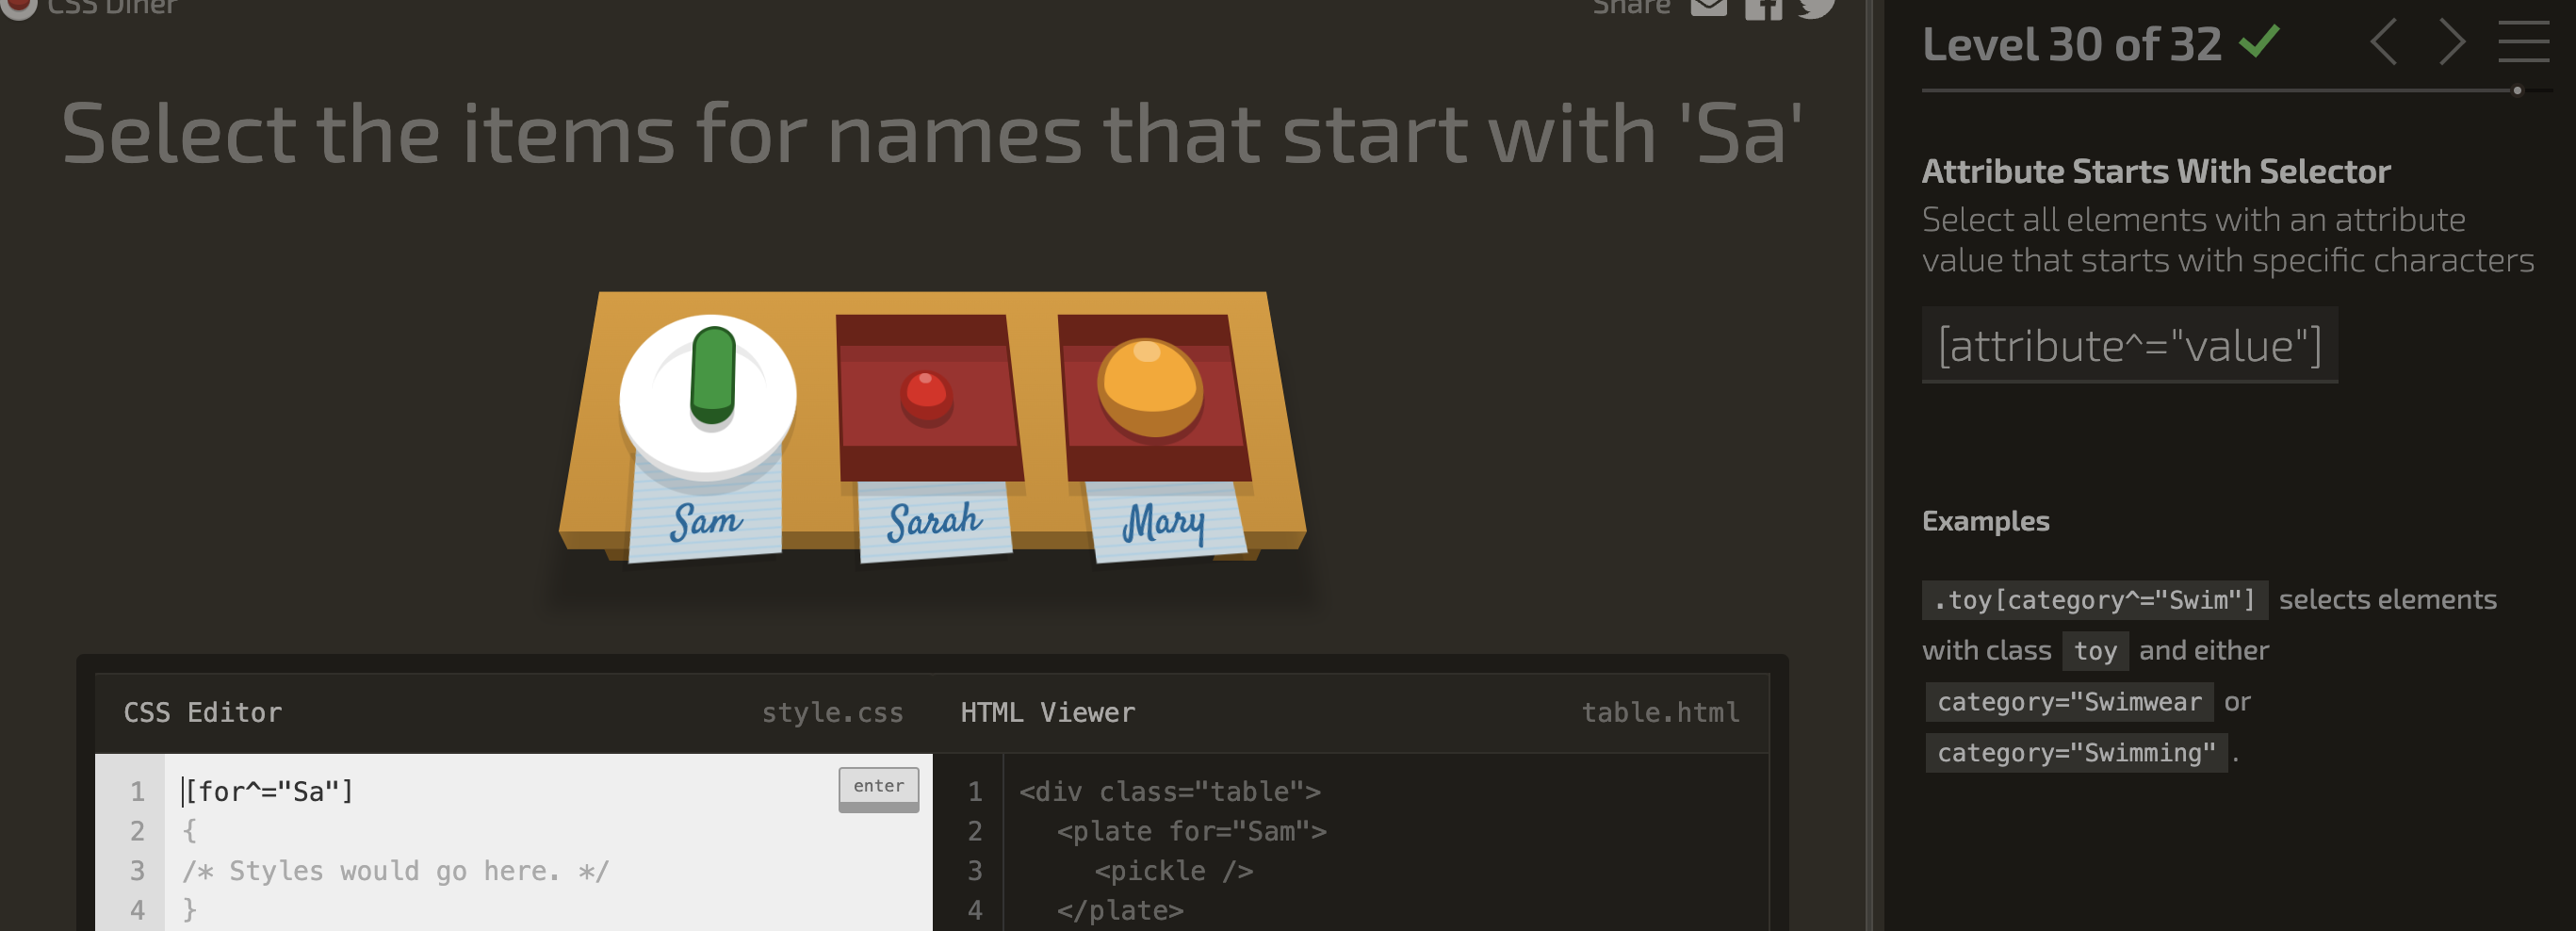 CSS Diner
Share
Select the items for names that start with 'Sa'
Sam
Sarah
Mary
CSS Editor
style.css
HTML Viewer
table.html
1 [for^="Sa"]
enter
2 {
3 /* Styles would go here. */
4 }
1 <div class="table">
2 <plate for="Sam">
3 <pickle />
4 </plate>
Level 30 of 32
Attribute Starts With Selector
Select all elements with an attribute
value that starts with specific characters
[attribute^="value"]
Examples
.toy[category^="Swim"] selects elements
with class toy and either
category="Swimwear or
category="Swimming" .